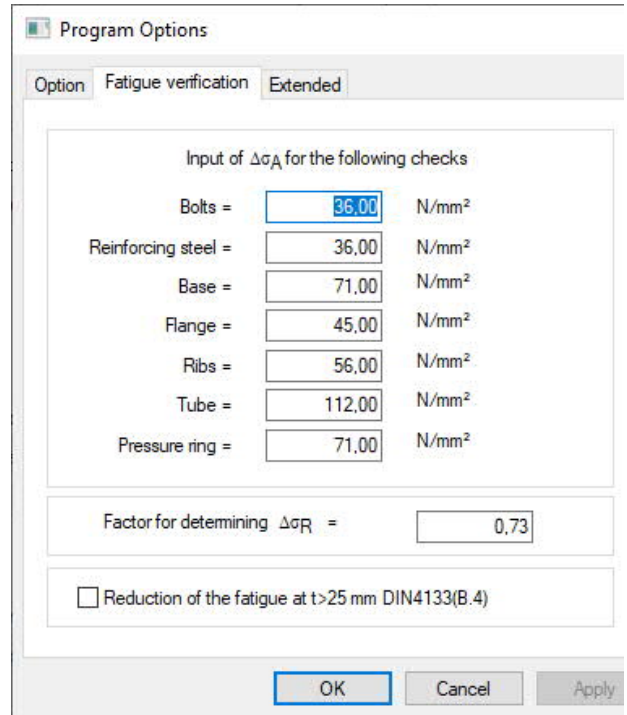 Program Options
Option Fatigue verification Extended
Input of ΔσA for the following checks
Bolts = 36,00 N/mm²
Reinforcing steel = 36,00 N/mm²
Base = 71,00 N/mm²
Flange = 45,00 N/mm²
Ribs = 56,00 N/mm²
Tube = 112,00 N/mm²
Pressure ring = 71,00 N/mm²
Factor for determining ΔσR = 0,73
Reduction of the fatigue at t>25 mm DIN4133(B.4)
OK Cancel Apply